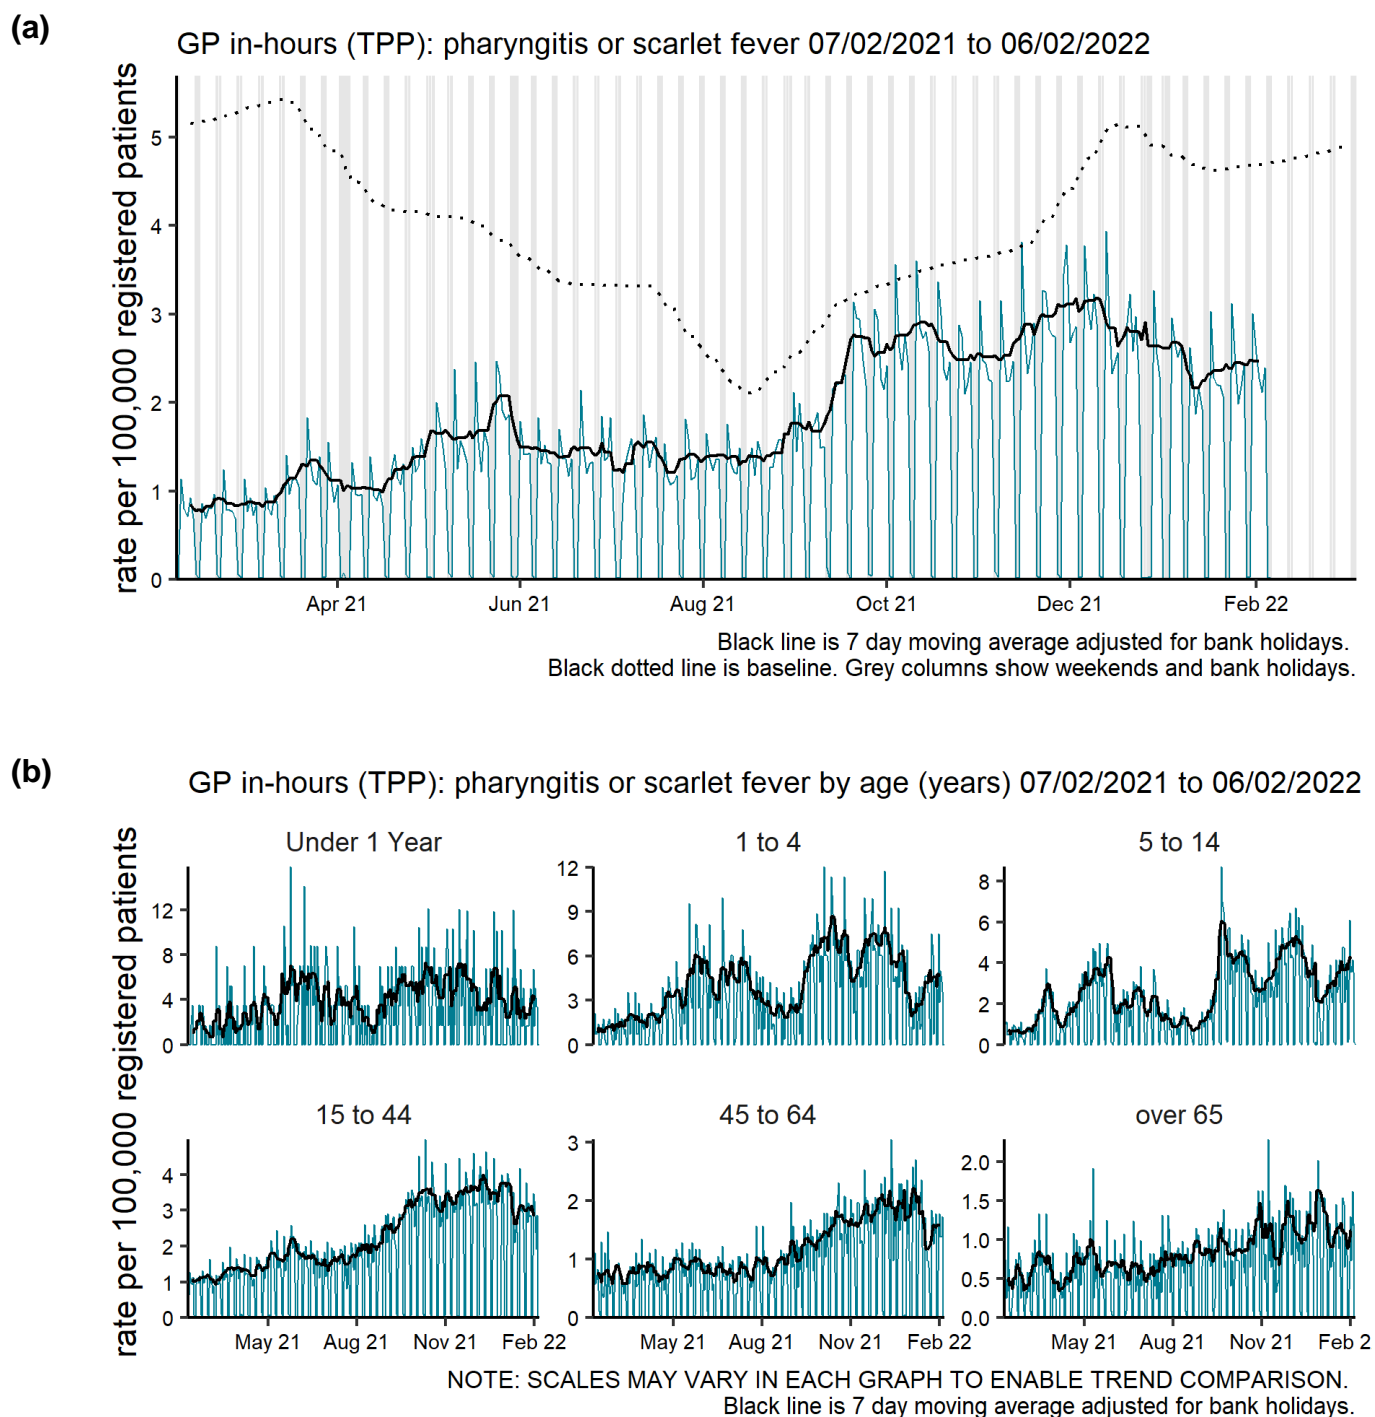 (a)
GP in-hours (TPP): pharyngitis or scarlet fever 07/02/2021 to 06/02/2022
rate per 100,000 registered patients
5
4
3
2
1
0
Apr 21 Jun 21 Aug 21 Oct 21 Dec 21 Feb 22
Black line is 7 day moving average adjusted for bank holidays.
Black dotted line is baseline. Grey columns show weekends and bank holidays.
(b)
GP in-hours (TPP): pharyngitis or scarlet fever by age (years) 07/02/2021 to 06/02/2022
rate per 100,000 registered patients
Under 1 Year
12
8
4
0
1 to 4
12
9
6
3
0
5 to 14
8
6
4
2
0
15 to 44
4
3
2
1
0
May 21 Aug 21 Nov 21 Feb 22
45 to 64
3
2
1
0
May 21 Aug 21 Nov 21 Feb 22
over 65
2.0
1.5
1.0
0.5
0.0
May 21 Aug 21 Nov 21 Feb 2
NOTE: SCALES MAY VARY IN EACH GRAPH TO ENABLE TREND COMPARISON.
Black line is 7 day moving average adjusted for bank holidays.